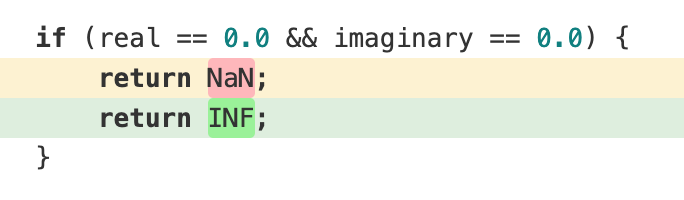 if (real == 0.0 && imaginary == 0.0) {
    return NaN;
    return INF;
}